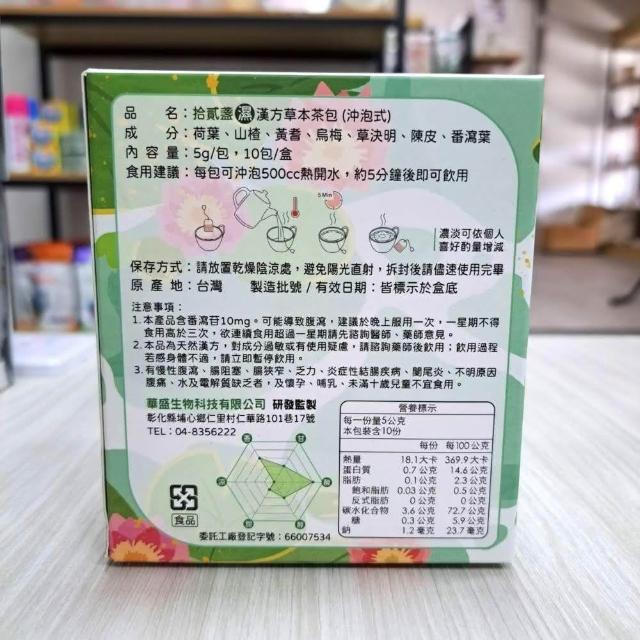 品 名：拾貳盞濕漢方草本茶包 (沖泡式)
成 分：荷葉、山楂、黃耆、烏梅、草決明、陳皮、番瀉葉
內 容 量：5g/包，10包/盒
食用建議：每包可沖泡500cc熱開水，約5分鐘後即可飲用
5 Min
濃淡可依個人
喜好酌量增減
保存方式：請放置乾燥陰涼處，避免陽光直射，拆封後請儘速使用完畢
原 產 地：台灣 製造批號/有效日期：皆標示於盒底
注意事項：
1.本產品含番瀉苷10mg。可能導致腹瀉，建議於晚上服用一次，一星期不得
食用高於三次，欲連續食用超過一星期請先諮詢醫師、藥師意見。
2.本品為天然漢方，對成分過敏或有使用疑慮，請諮詢藥師後飲用；飲用過程
若感身體不適，請立即暫停飲用。
3.有慢性腹瀉、腸阻塞、腸狹窄、乏力、炎症性結腸疾病、闌尾炎、不明原因
腹痛、水及電解質缺乏者，及懷孕、哺乳、未滿十歲兒童不宜食用。
華盛生物科技有限公司 研發監製
彰化縣埔心鄉仁里村仁華路101巷17號
TEL：04-8356222
香
甘
酸
澀
食品
委託工廠登記字號：66007534
營養標示
每一份量5公克
本包裝含10份
每份 每100公克
熱量 18.1大卡 369.9大卡
蛋白質 0.7 公克 14.6公克
脂肪 0.1公克 2.3公克
飽和脂肪 0.03 公克 0.5公克
反式脂肪 0公克 0公克
碳水化合物 3.6 公克 72.7公克
糖 0.3 公克 5.9公克
鈉 1.2毫克 23.7毫克